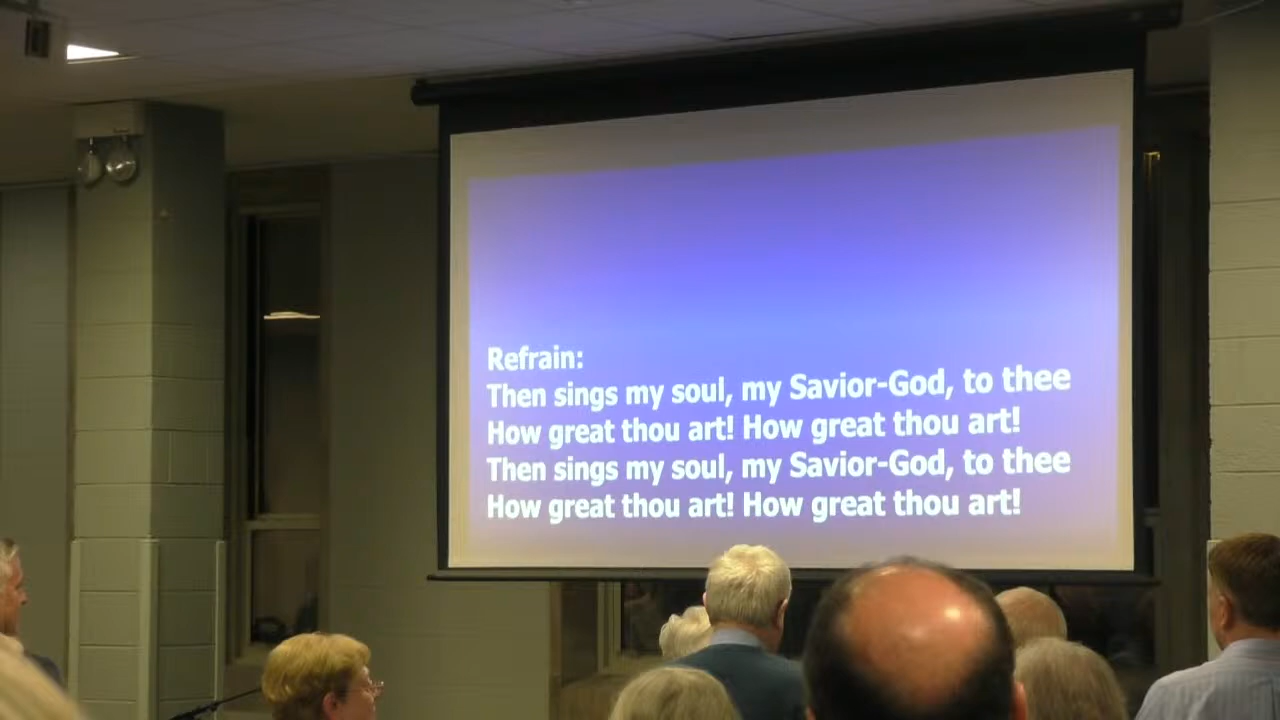 Refrain:
Then sings my soul, my Savior-God, to thee
How great thou art! How great thou art!
Then sings my soul, my Savior-God, to thee
How great thou art! How great thou art!